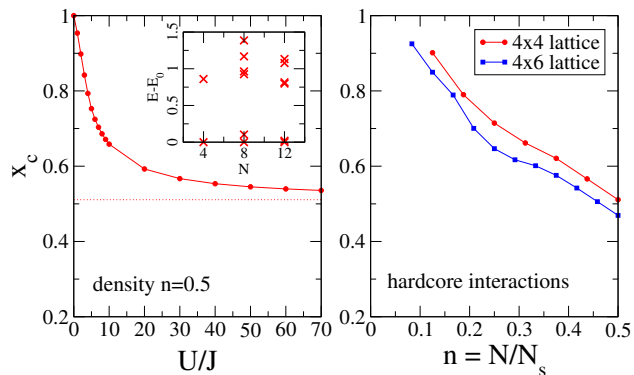 x_c
1
0.8
0.6
0.4
0.2
0 10 20 30 40 50 60 70
U/J
density n=0.5
E-E_0
1.5
1
0.5
0
4 8 12
N
4x4 lattice
4x6 lattice
1
0.8
0.6
0.4
0.2
0 0.1 0.2 0.3 0.4 0.5
n = N/N_s
hardcore interactions